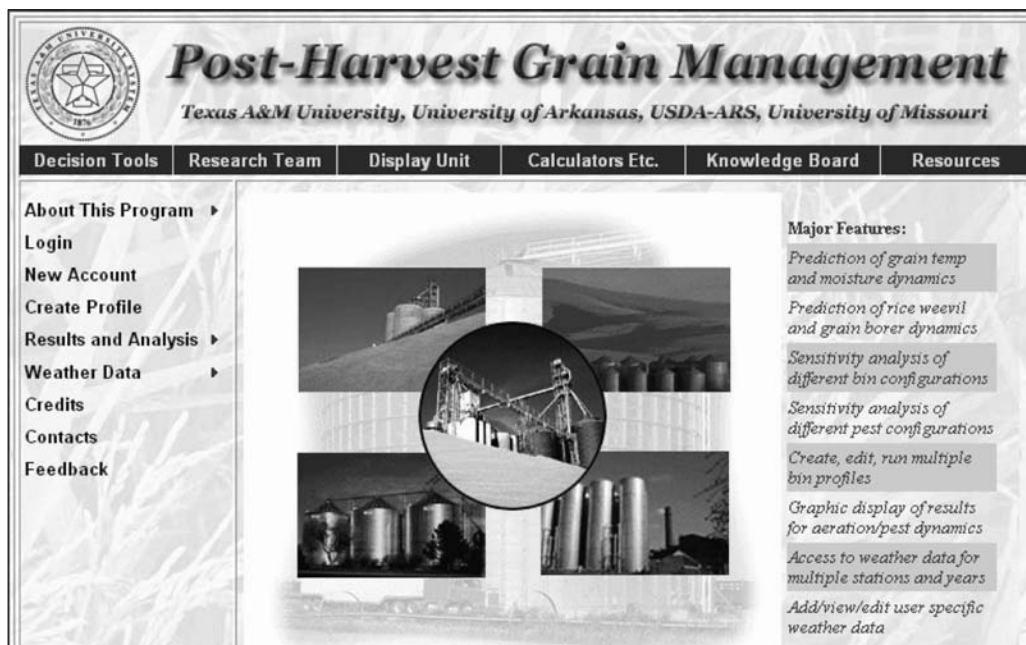 TEXAS A&M UNIVERSITY SYSTEM
1876
Post-Harvest Grain Management
Texas A&M University, University of Arkansas, USDA-ARS, University of Missouri
Decision Tools
Research Team
Display Unit
Calculators Etc.
Knowledge Board
Resources
About This Program
Login
New Account
Create Profile
Results and Analysis
Weather Data
Credits
Contacts
Feedback
Major Features:
Prediction of grain temp
and moisture dynamics
Prediction of rice weevil
and grain borer dynamics
Sensitivity analysis of
different bin configurations
Sensitivity analysis of
different pest configurations
Create, edit, run multiple
bin profiles
Graphic display of results
for aeration/pest dynamics
Access to weather data for
multiple stations and years
Add/view/edit user specific
weather data